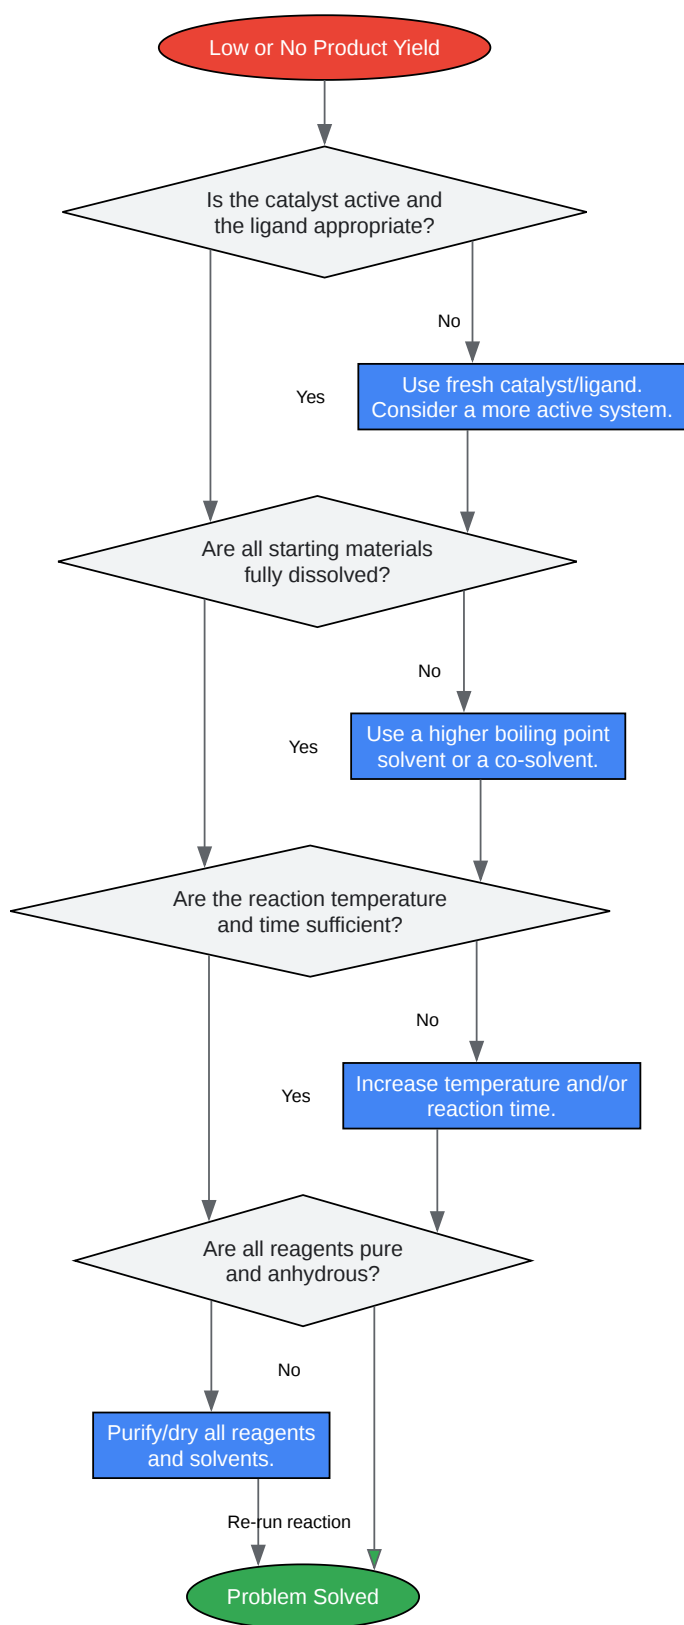 Low or No Product Yield
Is the catalyst active and
the ligand appropriate?
No
Yes
Use fresh catalyst/ligand.
Consider a more active system.
Are all starting materials
fully dissolved?
No
Yes
Use a higher boiling point
solvent or a co-solvent.
Are the reaction temperature
and time sufficient?
No
Yes
Increase temperature and/or
reaction time.
Are all reagents pure
and anhydrous?
No
Purify/dry all reagents
and solvents.
Re-run reaction
Problem Solved